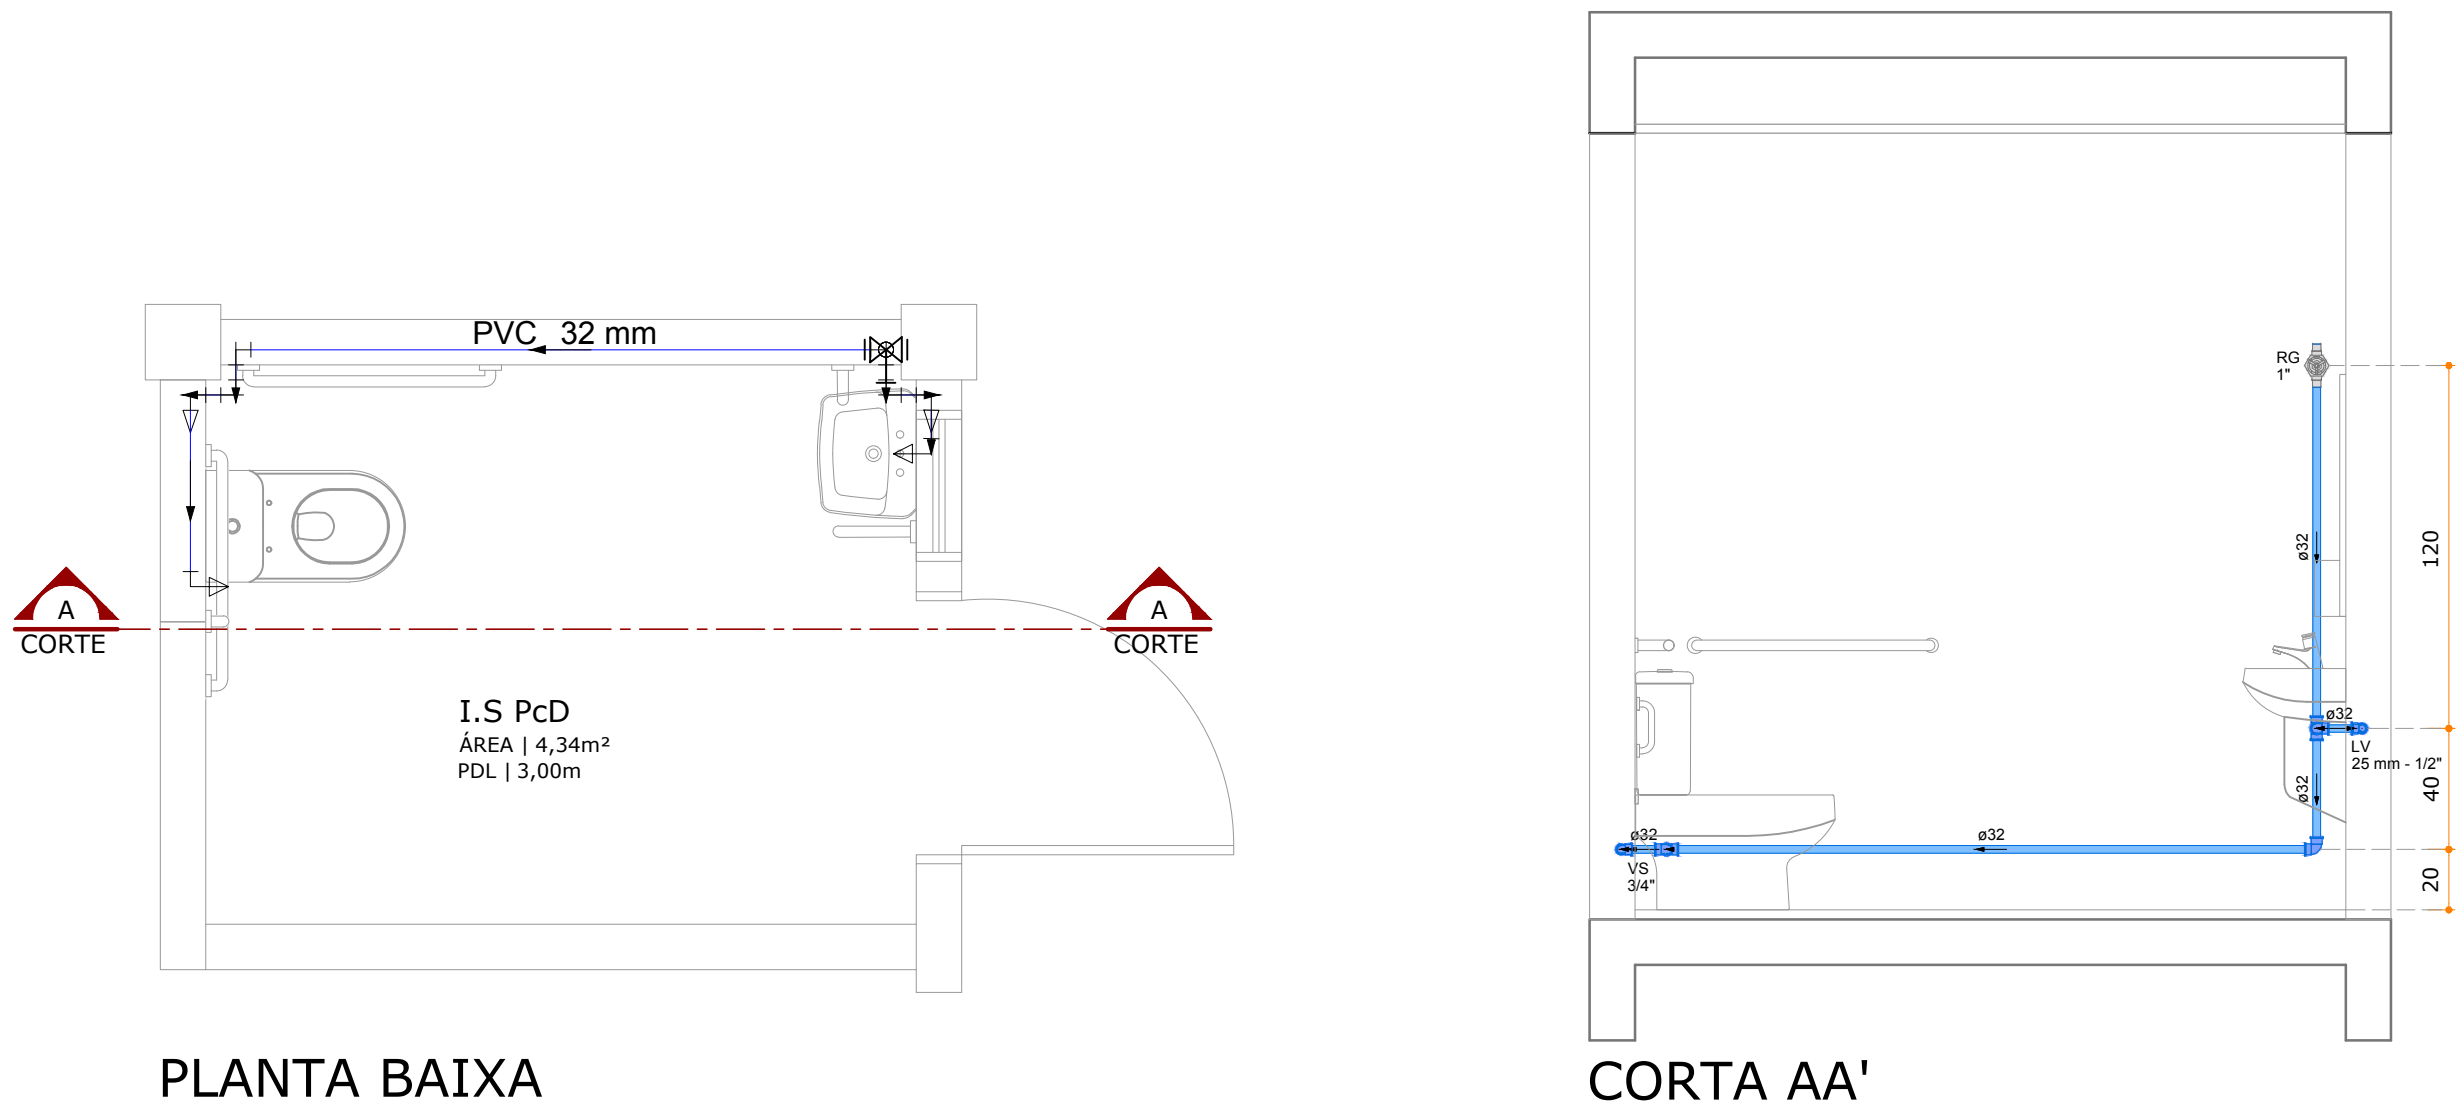 PVC 32 mm
A
CORTE
A
CORTE
I.S PcD
ÁREA | 4,34m²
PDL | 3,00m
PLANTA BAIXA
RG
1"
ø32
120
ø32
LV
25 mm - 1/2"
ø32
40
ø32
ø32
VS
3/4"
20
CORTA AA'